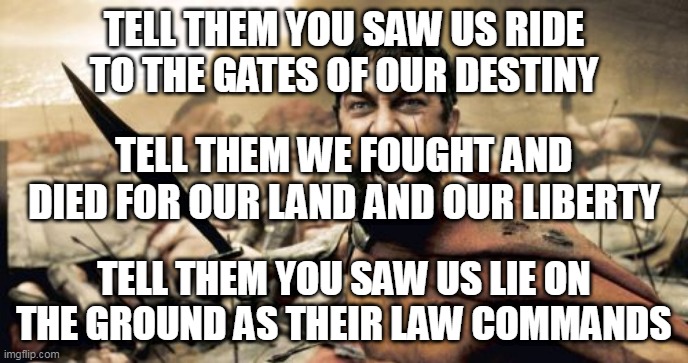 TELL THEM YOU SAW US RIDE
TO THE GATES OF OUR DESTINY
TELL THEM WE FOUGHT AND
DIED FOR OUR LAND AND OUR LIBERTY
TELL THEM YOU SAW US LIE ON
THE GROUND AS THEIR LAW COMMANDS
imgflip.com